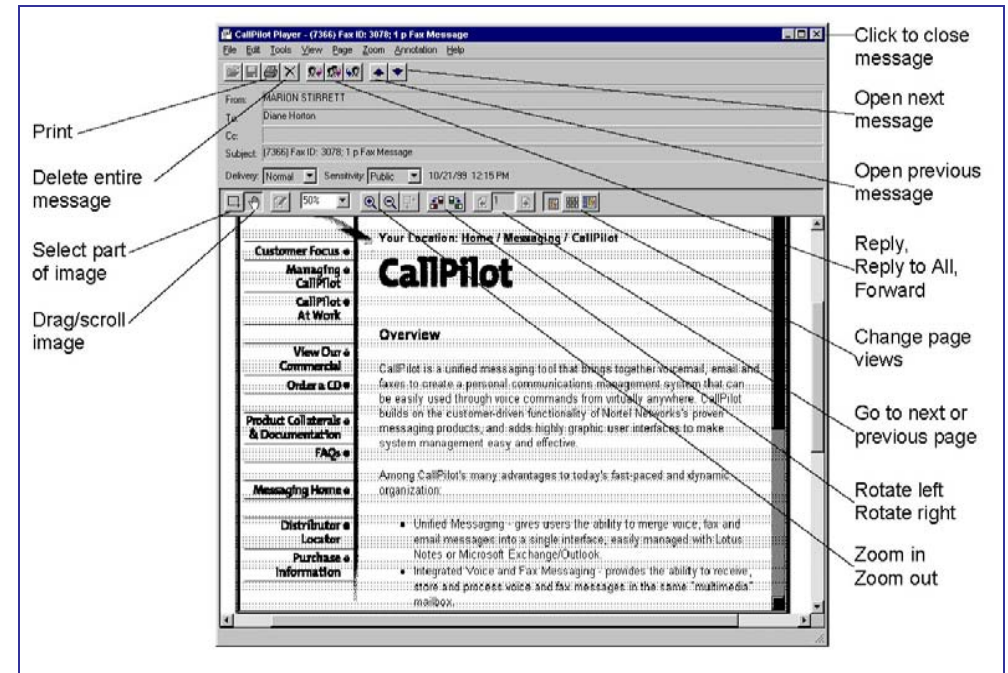 CallPilot Player - (7366) Fax ID: 3078; 1 p Fax Message
File Edit Tools View Page Zoom Annotation Help
From: MARION STIRRETT
To: Diane Horton
Cc:
Subject: (7366) Fax ID: 3078; 1 p Fax Message
Delivery: Normal Sensitivity: Public 10/21/99 12:15 PM
50% 1
Print
Delete entire
message
Select part
of image
Drag/scroll
image
Customer Focus
Managing
CallPilot
CallPilot
At Work
View Our
Commercial
Order a CD
Product Collaterals
& Documentation
FAQs
Messaging Home
Distributor
Locator
Purchase
Information
Your Location: Home / Messaging / CallPilot
CallPilot
Overview
CallPilot is a unified messaging tool that brings together voicemail, email and
faxes to create a personal communications management system that can
be easily used through voice commands from virtually anywhere. CallPilot
builds on the customer-driven functionality of Nortel Networks's proven
messaging products, and adds highly graphic user interfaces to make
system management easy and effective.
Among CallPilot's many advantages to today's fast-paced and dynamic
organization:
• Unified Messaging - gives users the ability to merge voice, fax and
email messages into a single interface, easily managed with Lotus
Notes or Microsoft Exchange/Outlook.
• Integrated Voice and Fax Messaging - provides the ability to receive,
store and process voice and fax messages in the same "multimedia"
mailbox.
Click to close
message
Open next
message
Open previous
message
Reply,
Reply to All,
Forward
Change page
views
Go to next or
previous page
Rotate left
Rotate right
Zoom in
Zoom out